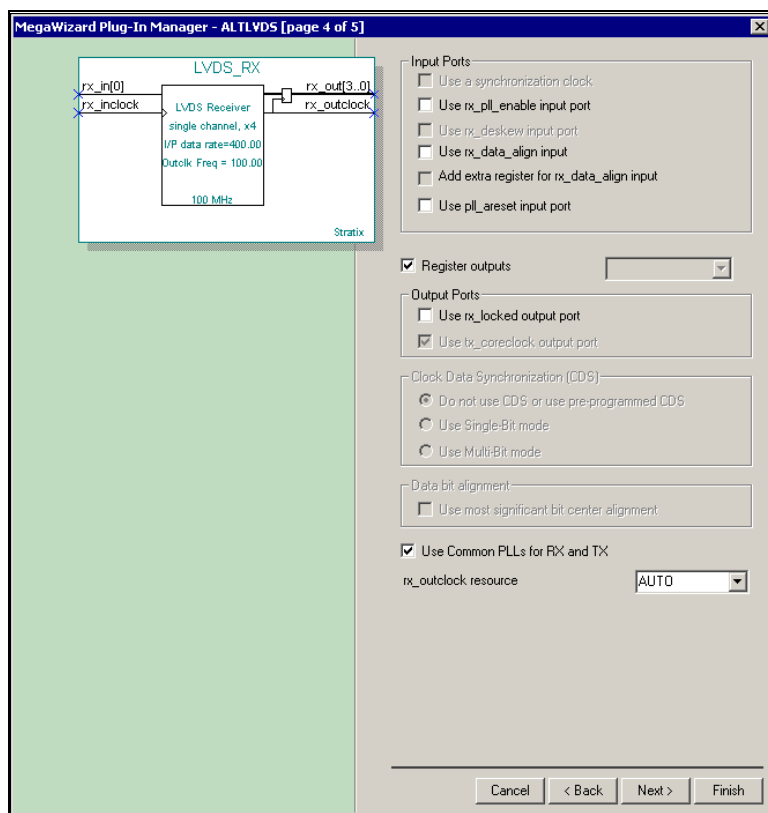 MegaWizard Plug-In Manager - ALTLVDS [page 4 of 5]
LVDS_RX
rx_in[0]
rx_out[3..0]
rx_inclock
rx_outclock
LVDS Receiver
single channel, x4
I/P data rate=400.00
Outclk Freq = 100.00
100 MHz
Stratix
Input Ports
Use a synchronization clock
Use rx_pll_enable input port
Use rx_deskew input port
Use rx_data_align input
Add extra register for rx_data_align input
Use pll_areset input port
Register outputs
Output Ports
Use rx_locked output port
Use tx_coreclock output port
Clock Data Synchronization (CDS)
Do not use CDS or use pre-programmed CDS
Use Single-Bit mode
Use Multi-Bit mode
Data bit alignment
Use most significant bit center alignment
Use Common PLLs for RX and TX
rx_outclock resource
AUTO
Cancel
< Back
Next >
Finish